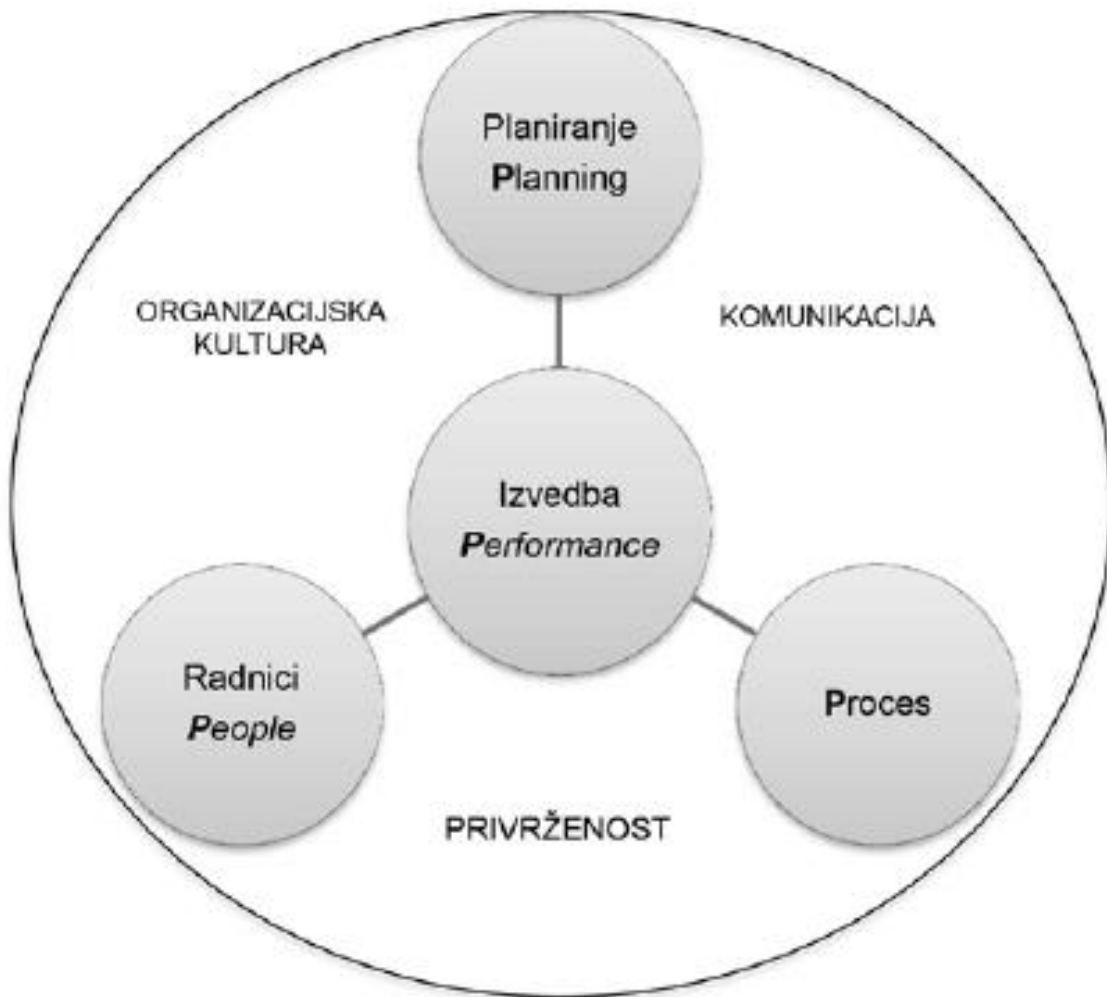 Planiranje
Planning
ORGANIZACIJSKA
KULTURA
KOMUNIKACIJA
Izvedba
Performance
Radnici
People
Proces
PRIVRŽENOST